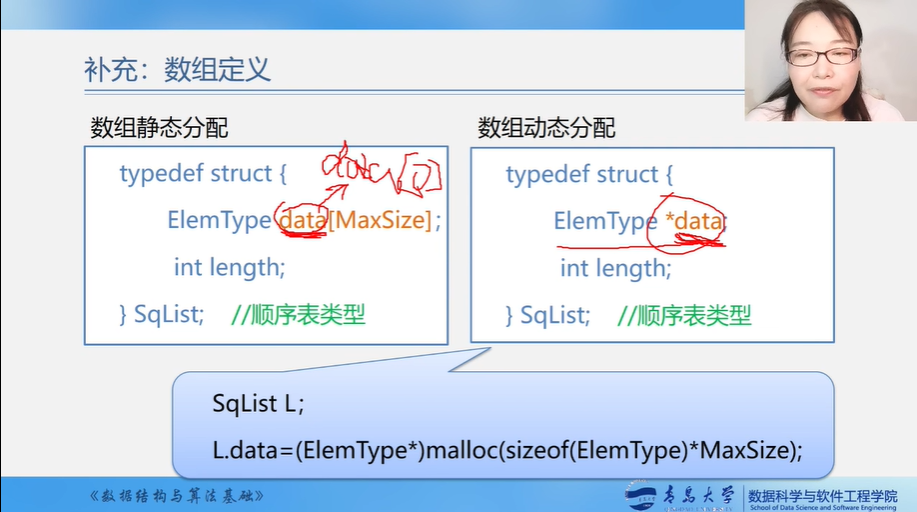 补充：数组定义
数组静态分配
typedef struct {
data[0]
ElemType data[MaxSize];
int length;
} SqList; //顺序表类型
数组动态分配
typedef struct {
ElemType *data;
int length;
} SqList; //顺序表类型
SqList L;
L.data=(ElemType*)malloc(sizeof(ElemType)*MaxSize);
《数据结构与算法基础》
青岛大学
数据科学与软件工程学院
School of Data Science and Software Engineering